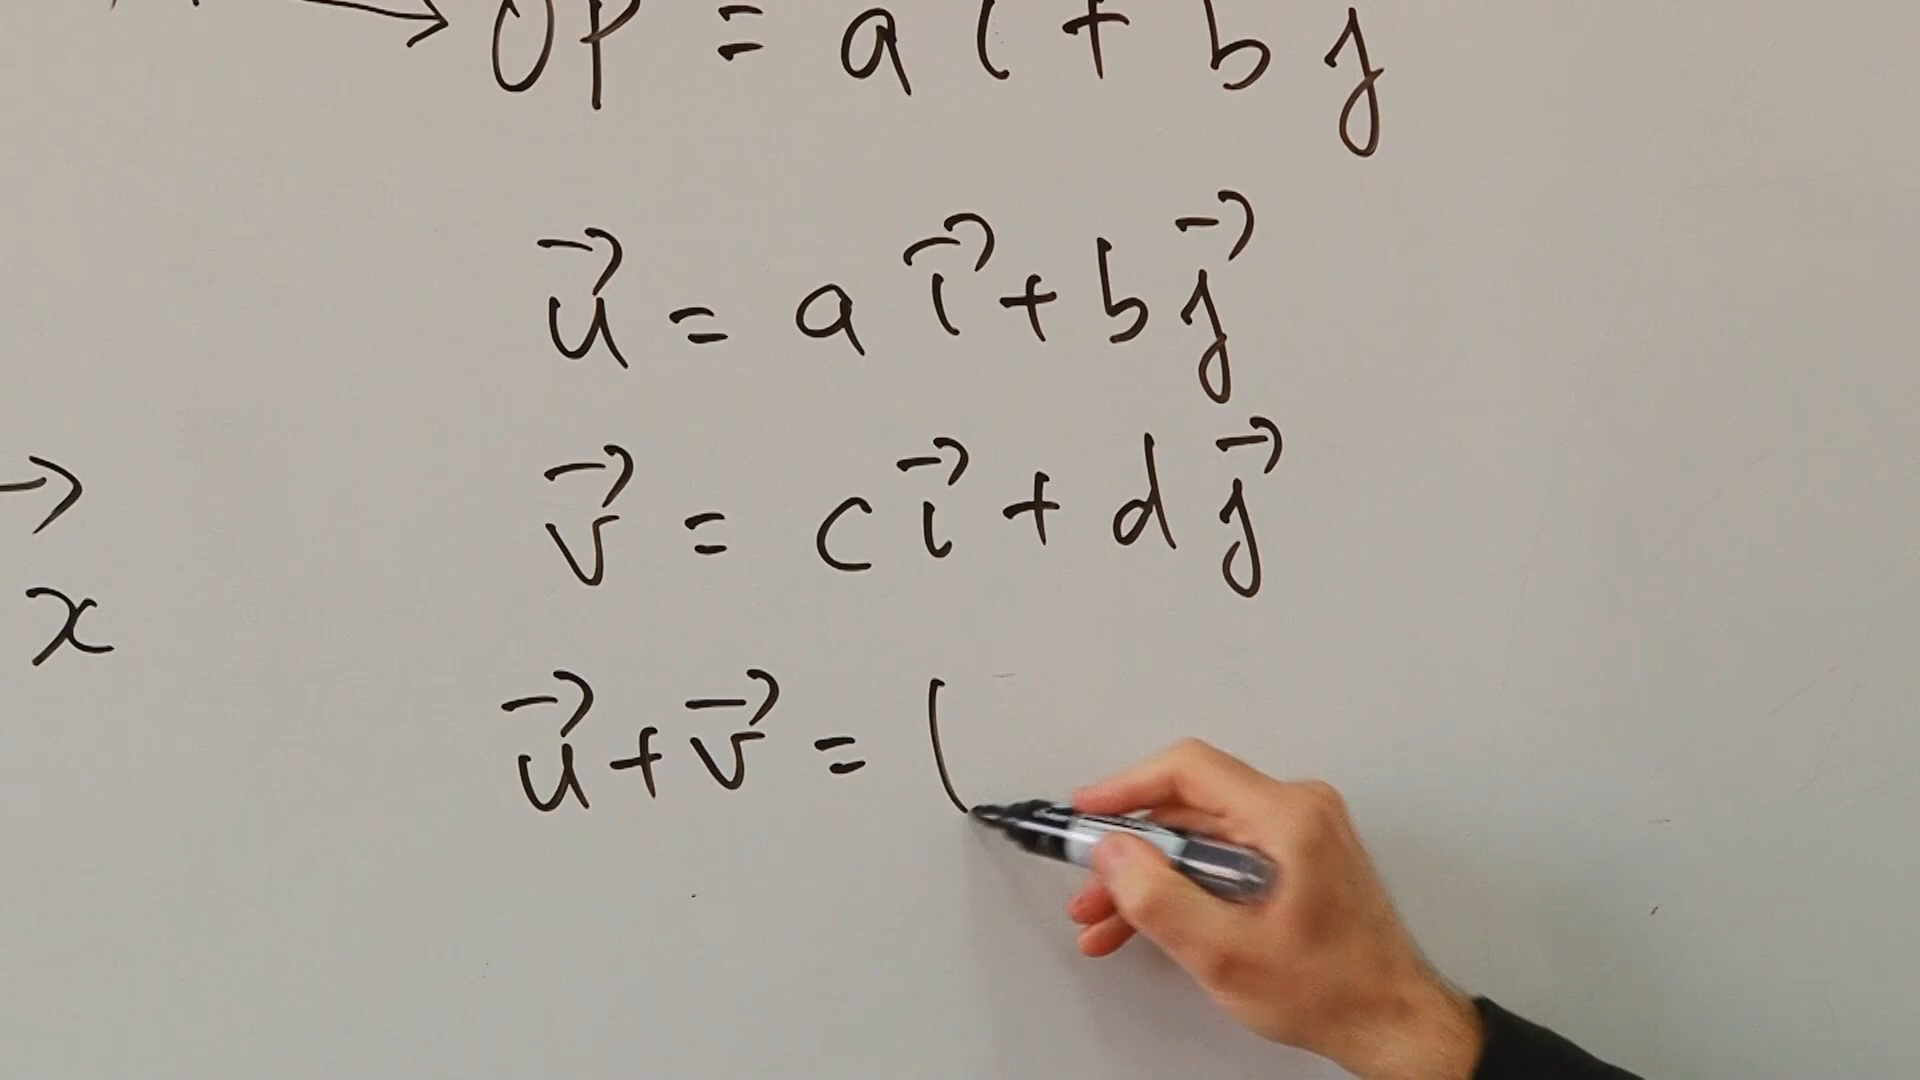 OP = a i + b j
u⃗ = a i⃗ + b j⃗
v⃗ = c i⃗ + d j⃗
x
u⃗ + v⃗ = (